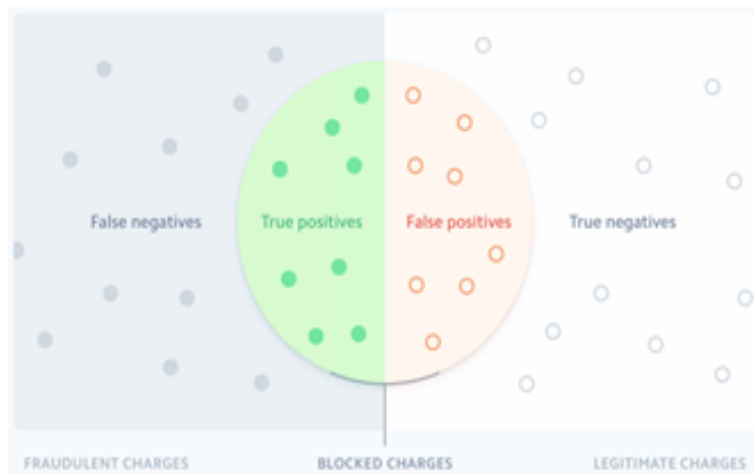 False negatives
True positives
False positives
True negatives
FRAUDULENT CHARGES
BLOCKED CHARGES
LEGITIMATE CHARGES